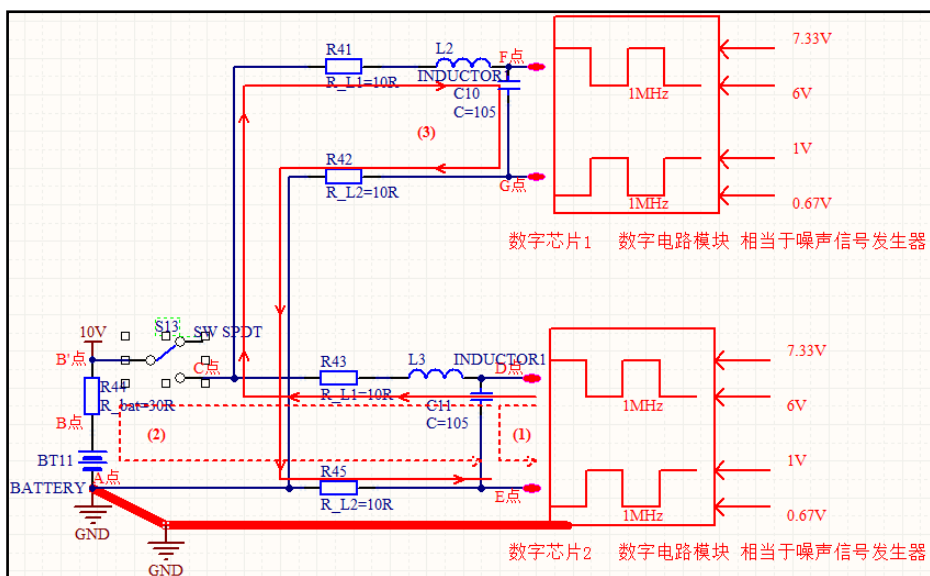 R41
R_L1=10R
L2
INDUCTOR1
F点
C10
C=105
(3)
R42
R_L2=10R
G点
7.33V
6V
1MHz
1V
0.67V
1MHz
数字芯片1 数字电路模块 相当于噪声信号发生器
10V
S13
SW SPDT
B'点
C点
R44
R_bat=30R
B点
BT11
BATTERY
A点
GND
GND
R43
R_L1=10R
L3
INDUCTOR1
D点
C11
C=105
(2)
(1)
R45
R_L2=10R
E点
7.33V
6V
1MHz
1V
0.67V
1MHz
数字芯片2 数字电路模块 相当于噪声信号发生器